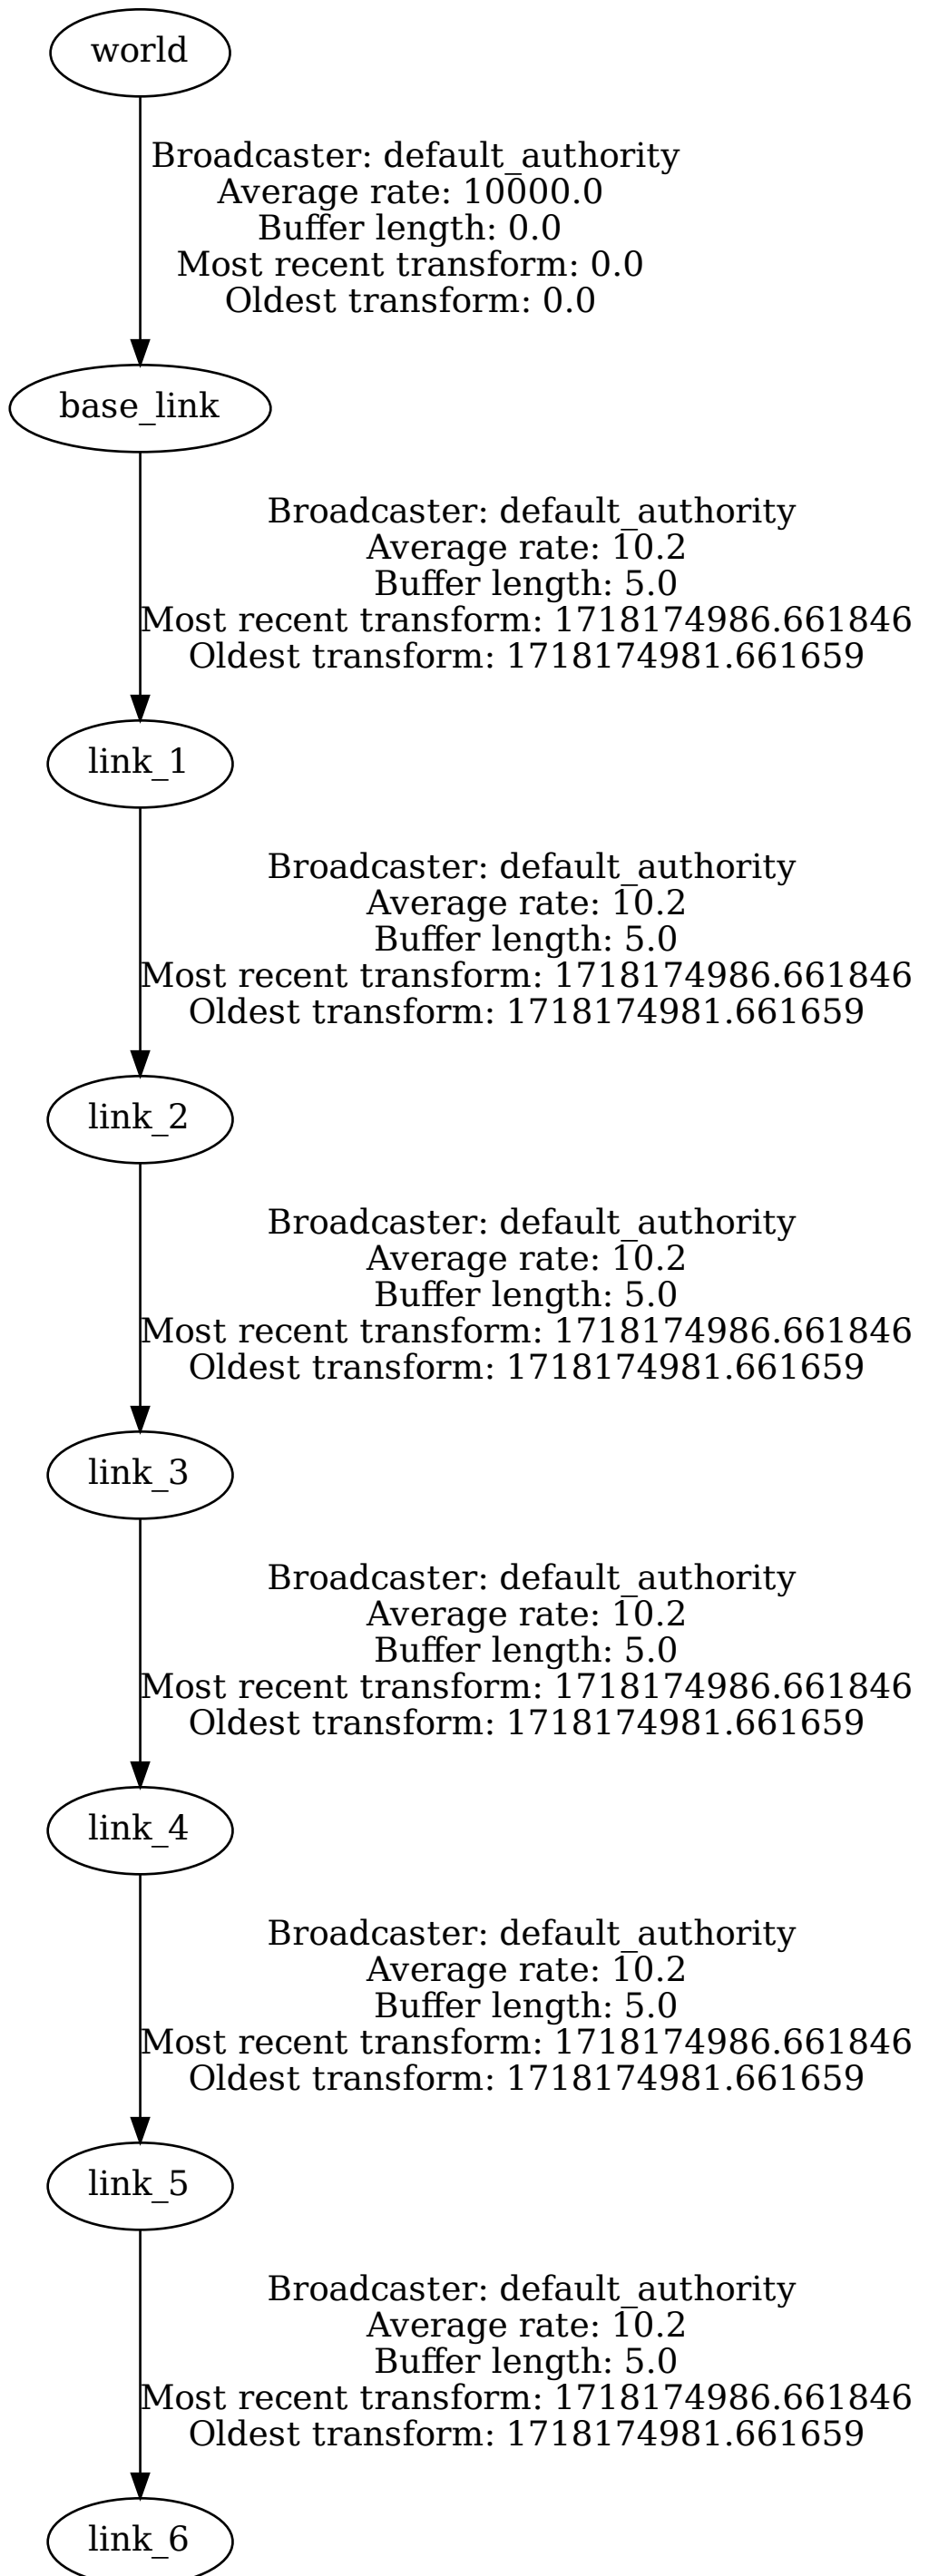 world
Broadcaster: default_authority
Average rate: 10000.0
Buffer length: 0.0
Most recent transform: 0.0
Oldest transform: 0.0
base_link
Broadcaster: default_authority
Average rate: 10.2
Buffer length: 5.0
Most recent transform: 1718174986.661846
Oldest transform: 1718174981.661659
link_1
Broadcaster: default_authority
Average rate: 10.2
Buffer length: 5.0
Most recent transform: 1718174986.661846
Oldest transform: 1718174981.661659
link_2
Broadcaster: default_authority
Average rate: 10.2
Buffer length: 5.0
Most recent transform: 1718174986.661846
Oldest transform: 1718174981.661659
link_3
Broadcaster: default_authority
Average rate: 10.2
Buffer length: 5.0
Most recent transform: 1718174986.661846
Oldest transform: 1718174981.661659
link_4
Broadcaster: default_authority
Average rate: 10.2
Buffer length: 5.0
Most recent transform: 1718174986.661846
Oldest transform: 1718174981.661659
link_5
Broadcaster: default_authority
Average rate: 10.2
Buffer length: 5.0
Most recent transform: 1718174986.661846
Oldest transform: 1718174981.661659
link_6